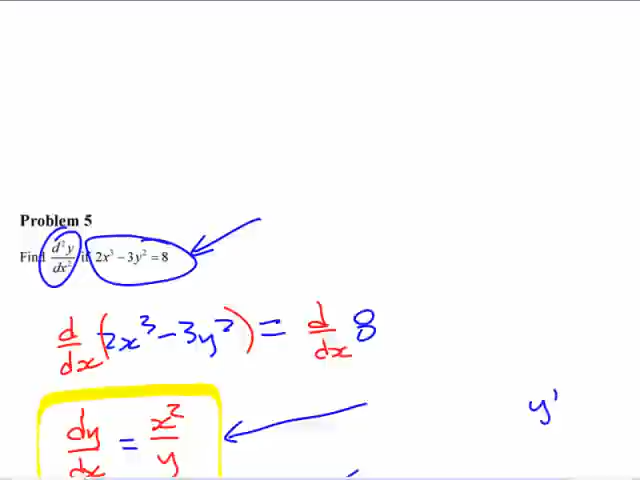 Problem 5
Find d²y/dx² if 2x³ − 3y² = 8
d/dx (2x³ − 3y²) = d/dx 8
dy/dx = x²/y
y'